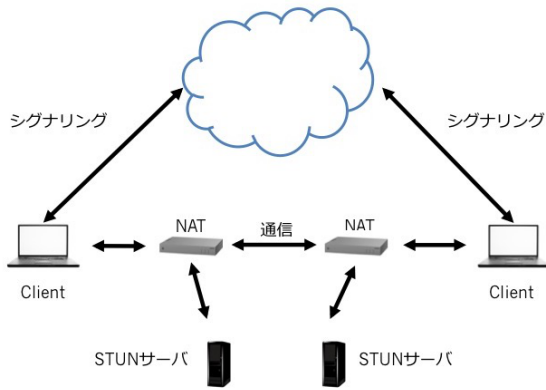 シグナリング
シグナリング
NAT
通信
NAT
Client
Client
STUNサーバ
STUNサーバ